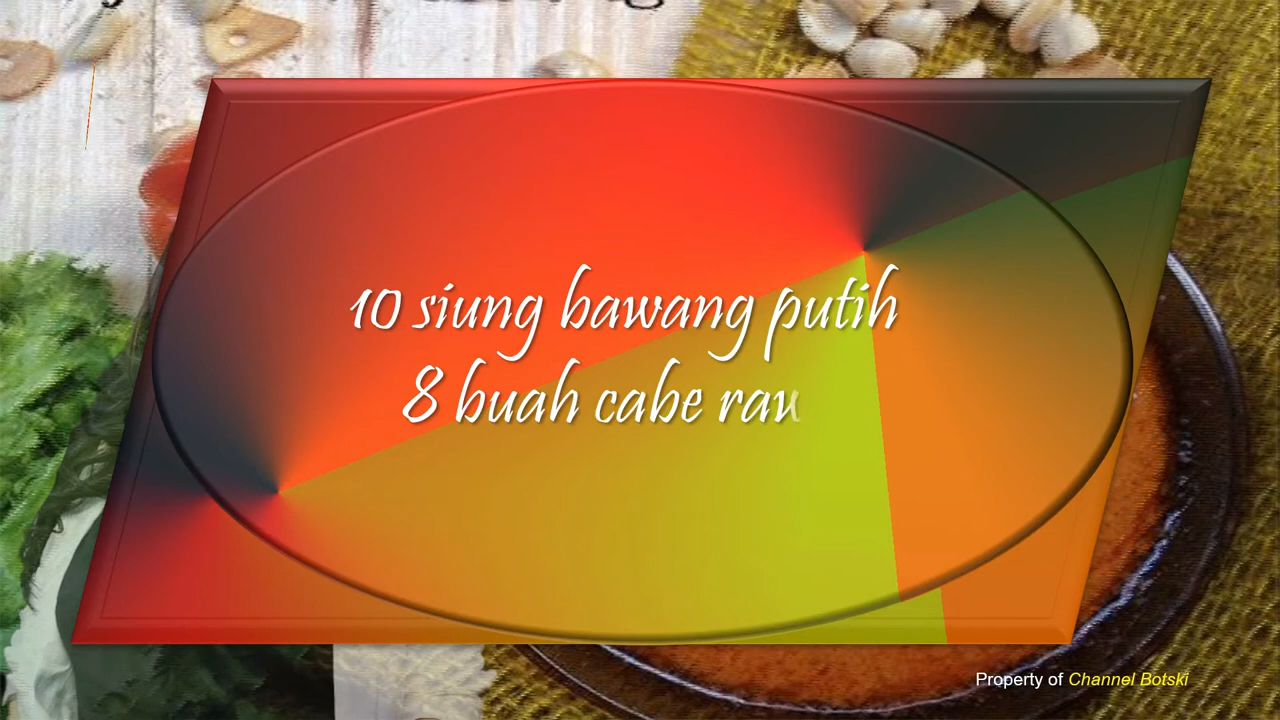 10 siung bawang putih
8 buah cabe
Property of Channel Botski